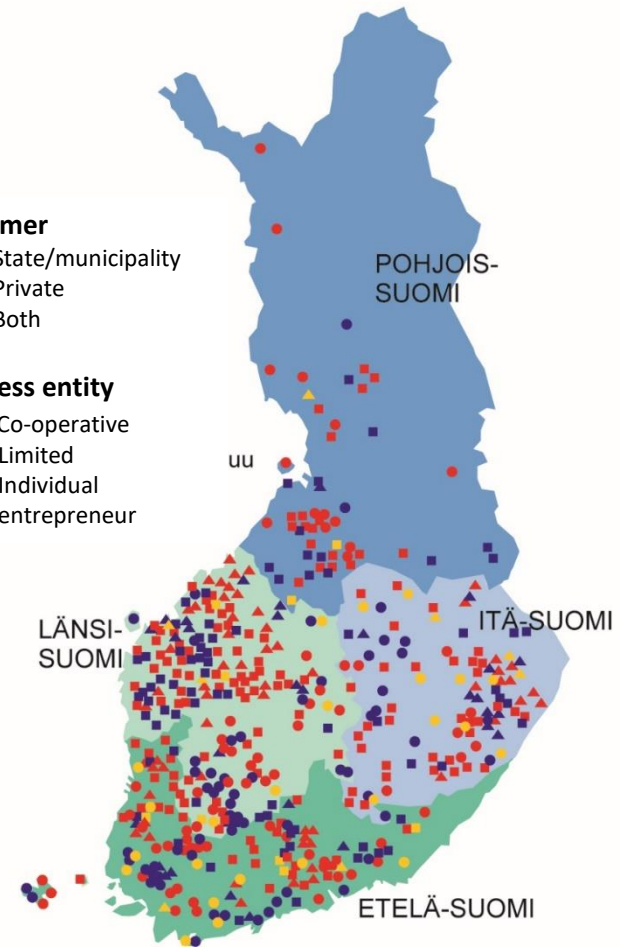 mer
State/municipality
Private
Both
ess entity
Co-operative
Limited
Individual
entrepreneur
POHJOIS-
SUOMI
uu
LÄNSI-
SUOMI
ITÄ-SUOMI
ETELÄ-SUOMI